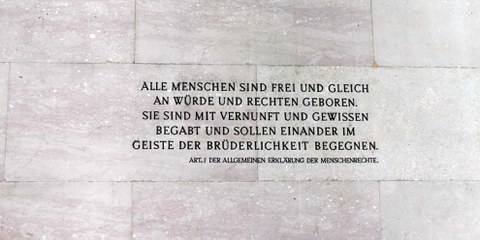 ALLE MENSCHEN SIND FREI UND GLEICH
AN WÜRDE UND RECHTEN GEBOREN.
SIE SIND MIT VERNUNFT UND GEWISSEN
BEGABT UND SOLLEN EINANDER IM
GEISTE DER BRÜDERLICHKEIT BEGEGNEN.
ART.1 DER ALLGEMEINEN ERKLÄRUNG DER MENSCHENRECHTE.